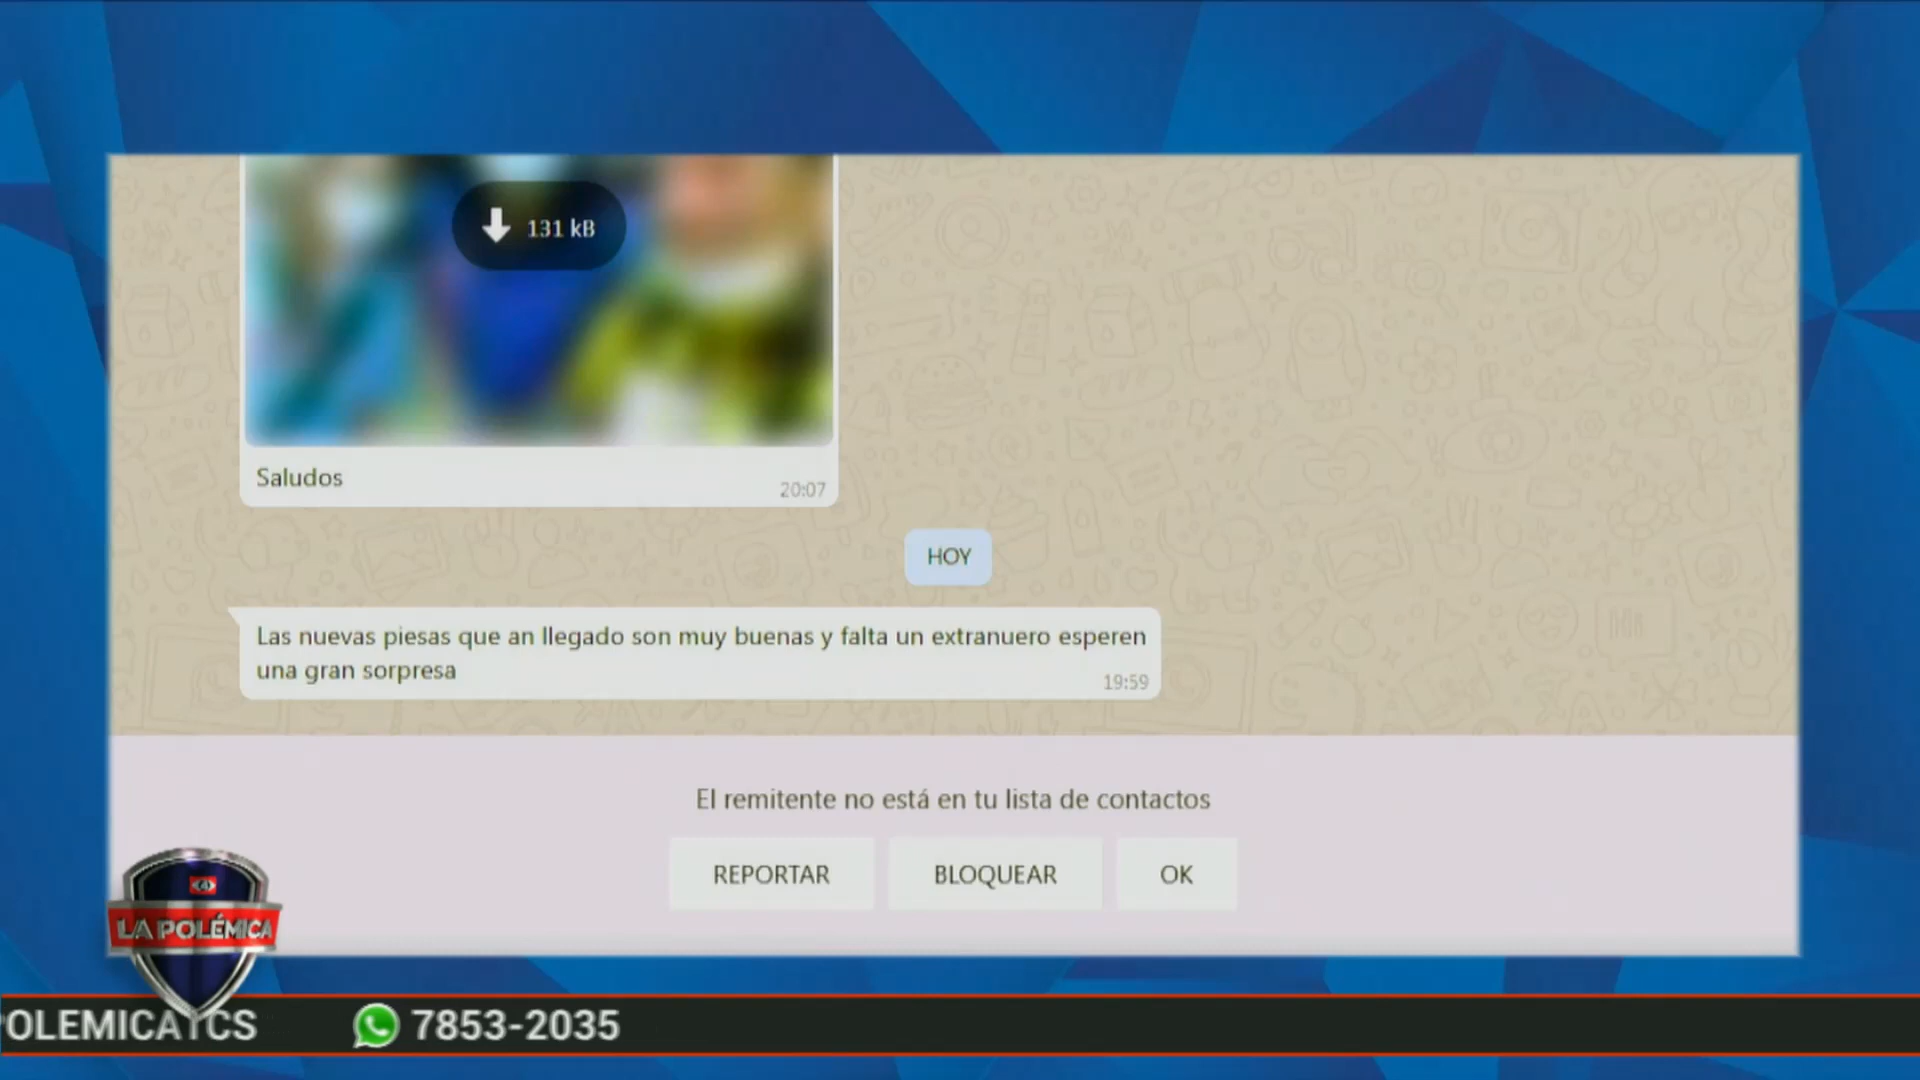 131 kB
Saludos
20:07
HOY
Las nuevas piesas que an llegado son muy buenas y falta un extranuero esperen
una gran sorpresa
19:59
El remitente no está en tu lista de contactos
REPORTAR BLOQUEAR OK
LA POLÉMICA
OLEMICATCS 7853-2035